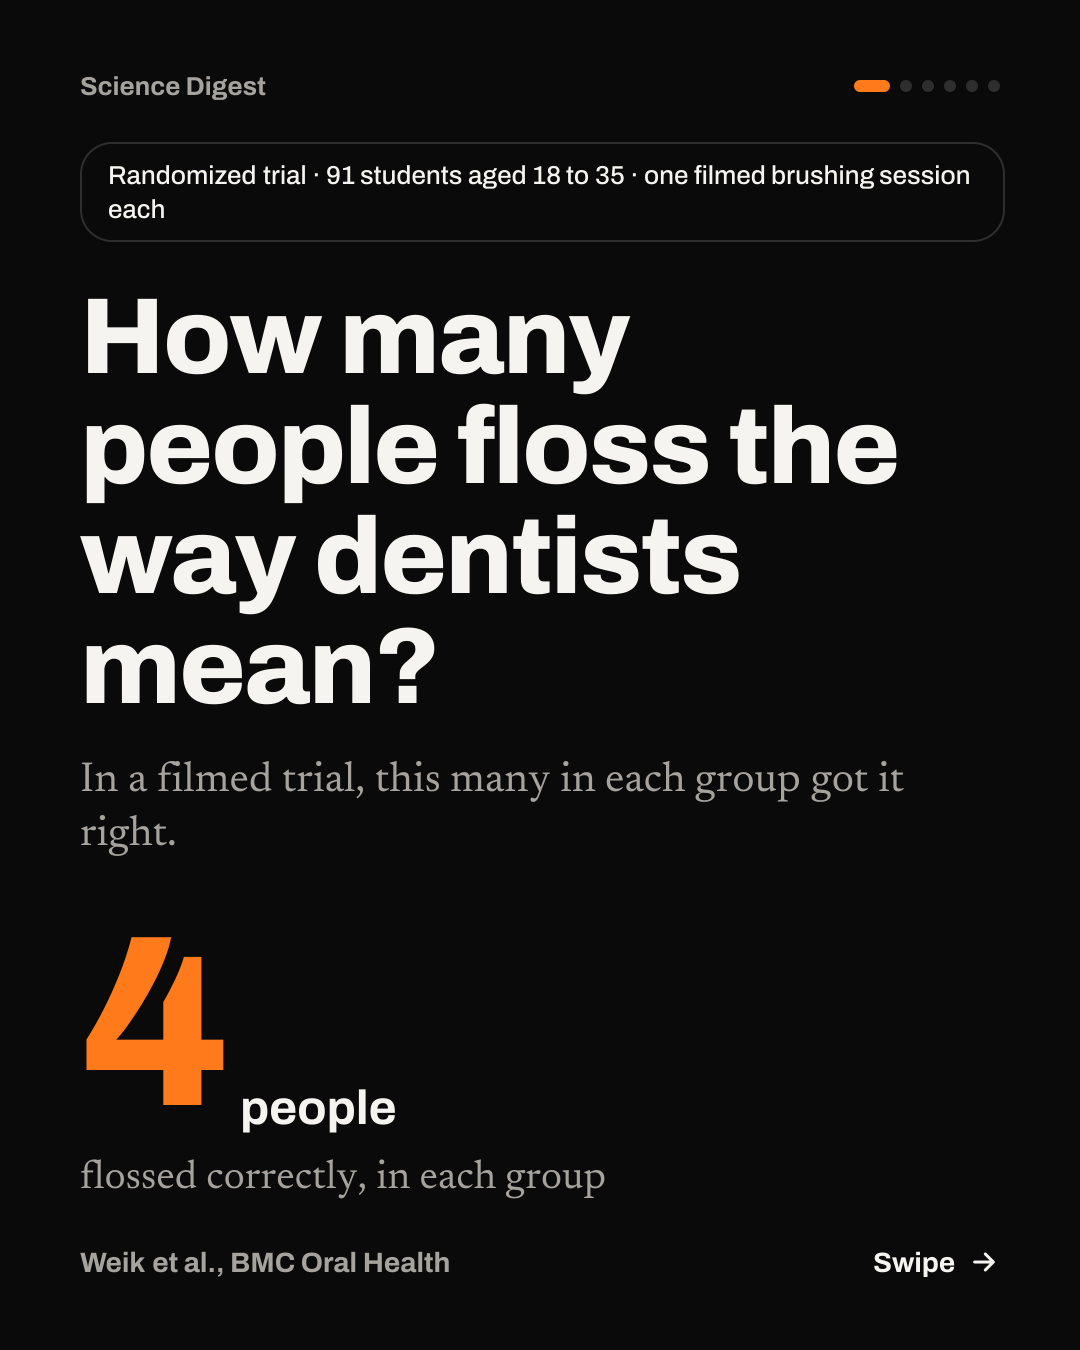 Science Digest
Randomized trial · 91 students aged 18 to 35 · one filmed brushing session
each
How many
people floss the
way dentists
mean?
In a filmed trial, this many in each group got it
right.
4 people
flossed correctly, in each group
Weik et al., BMC Oral Health
Swipe →